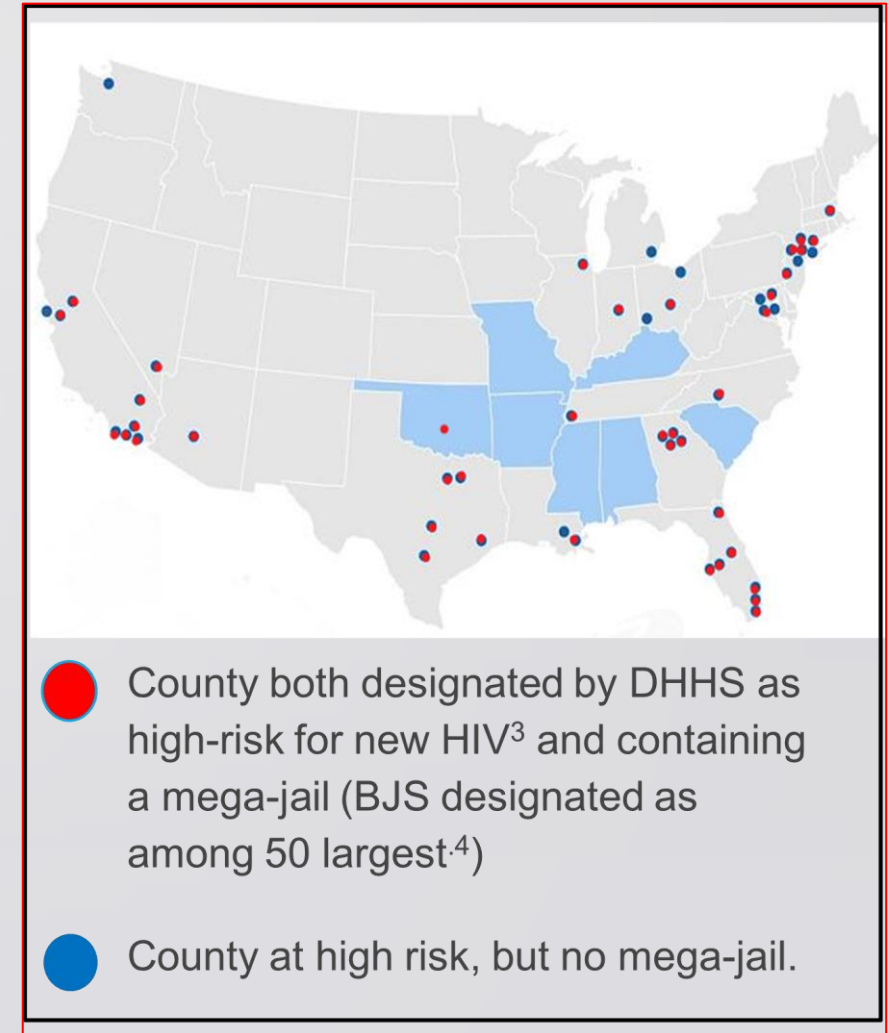 County both designated by DHHS as
high-risk for new HIV³ and containing
a mega-jail (BJS designated as
among 50 largest.⁴)
County at high risk, but no mega-jail.